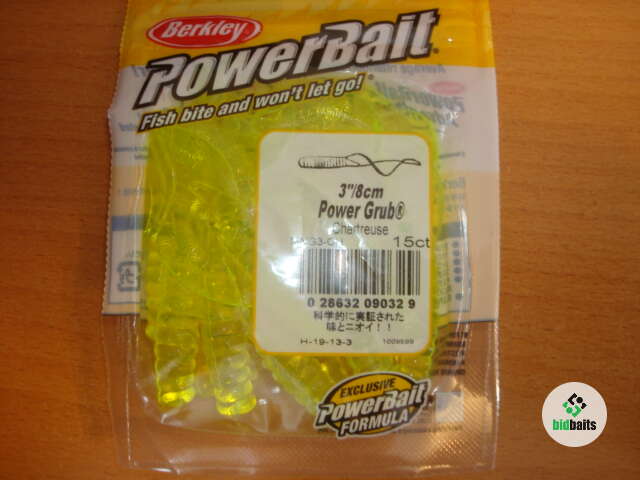 Berkley
PowerBait®
Fish bite and won't let go!
3"/8cm
Power Grub®
Chartreuse
15ct
0 28632 09032 9
科学的に実証された
味とニオイ！！
H-19-13-3
EXCLUSIVE
PowerBait
FORMULA
bidbaits